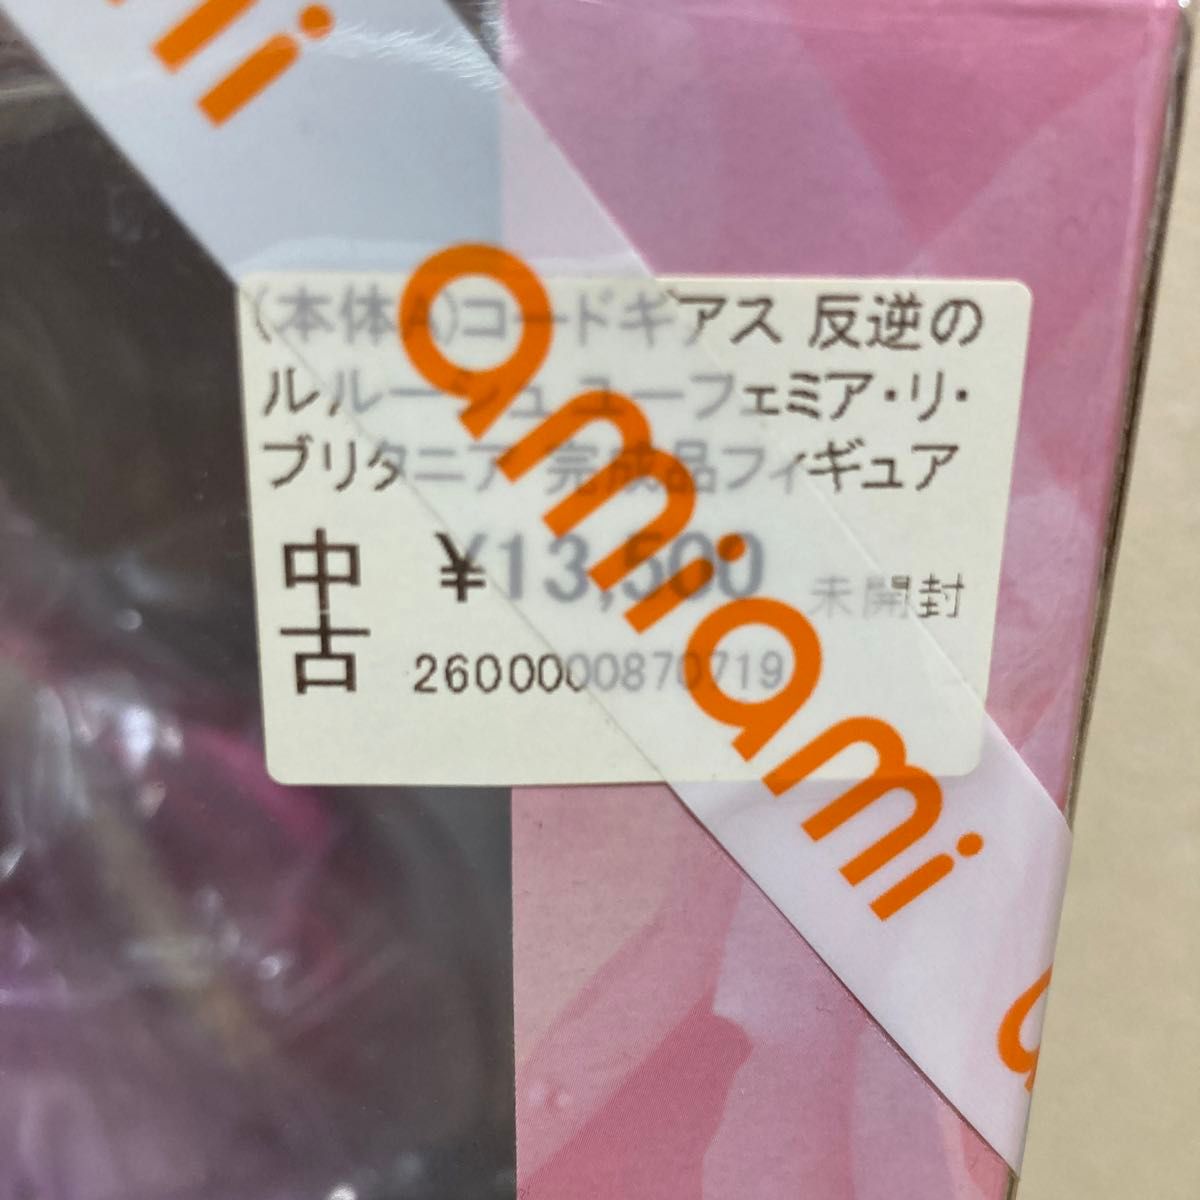 ami
(本体A)コードギアス 反逆の
ルルーシュ ユーフェミア・リ・
ブリタニア 完成品フィギュア
中古
¥13,500 未開封
2600000870719
amiami